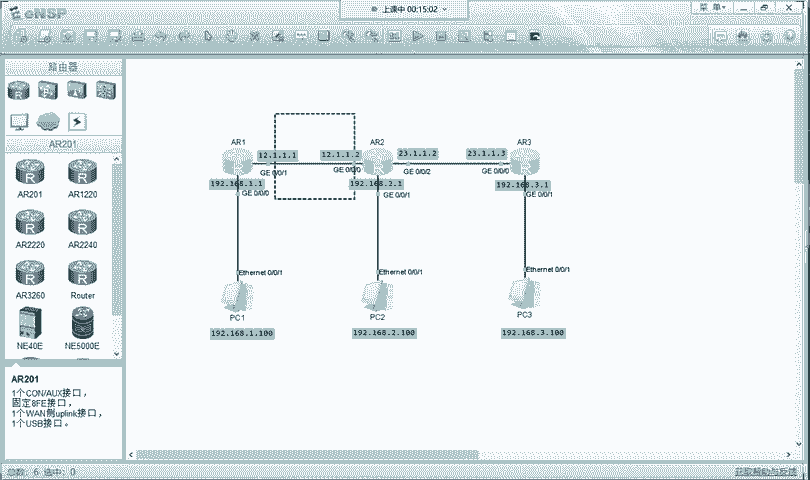 eNSP
上课中 00:15:02
菜 单
路由器
AR201
AR201
AR1220
AR2220
AR2240
AR3260
Router
NE40E
NE5000E
AR201
1个CON/AUX接口，
固定8FE接口，
1个WAN侧uplink接口，
1个USB接口。
AR1
AR2
AR3
12.1.1.1
12.1.1.2
23.1.1.2
23.1.1.3
GE 0/0/1
GE 0/0/0
GE 0/0/2
GE 0/0/0
192.168.1.1
192.168.2.1
192.168.3.1
GE 0/0/0
GE 0/0/1
GE 0/0/1
Ethernet 0/0/1
Ethernet 0/0/1
Ethernet 0/0/1
PC1
PC2
PC3
192.168.1.100
192.168.2.100
192.168.3.100
总数: 6 选中: 0
获取帮助与反馈